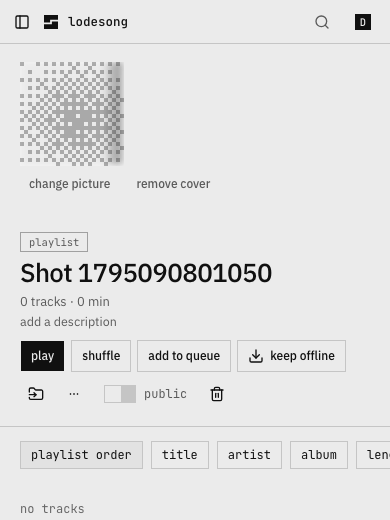 lodesong
D
change picture remove cover
playlist
Shot 1795090801050
0 tracks · 0 min
add a description
play shuffle add to queue keep offline
... public
playlist order title artist album
no tracks